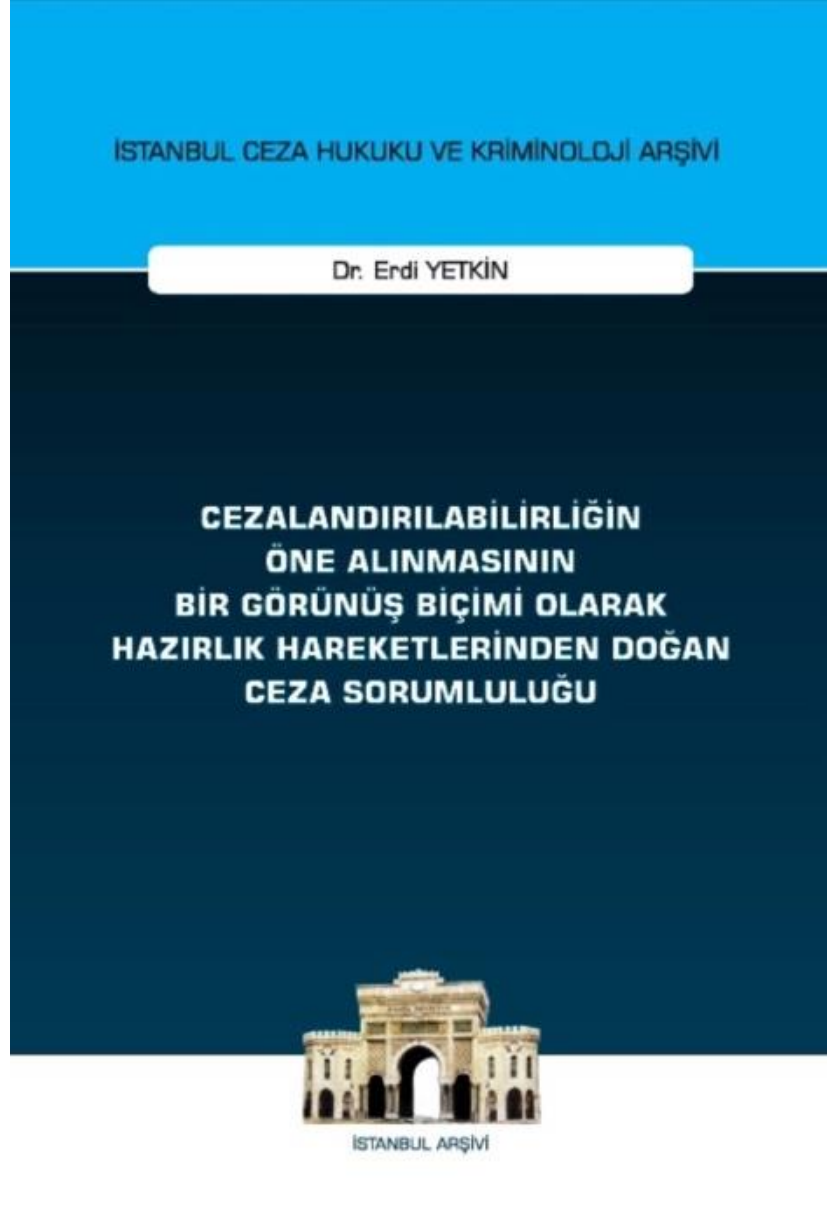 İSTANBUL CEZA HUKUKU VE KRİMİNOLOJİ ARŞİVİ
Dr. Erdi YETKİN
CEZALANDIRILABİLİRLİĞİN
ÖNE ALINMASININ
BİR GÖRÜNÜŞ BİÇİMİ OLARAK
HAZIRLIK HAREKETLERİNDEN DOĞAN
CEZA SORUMLULUĞU
İSTANBUL ARŞİVİ